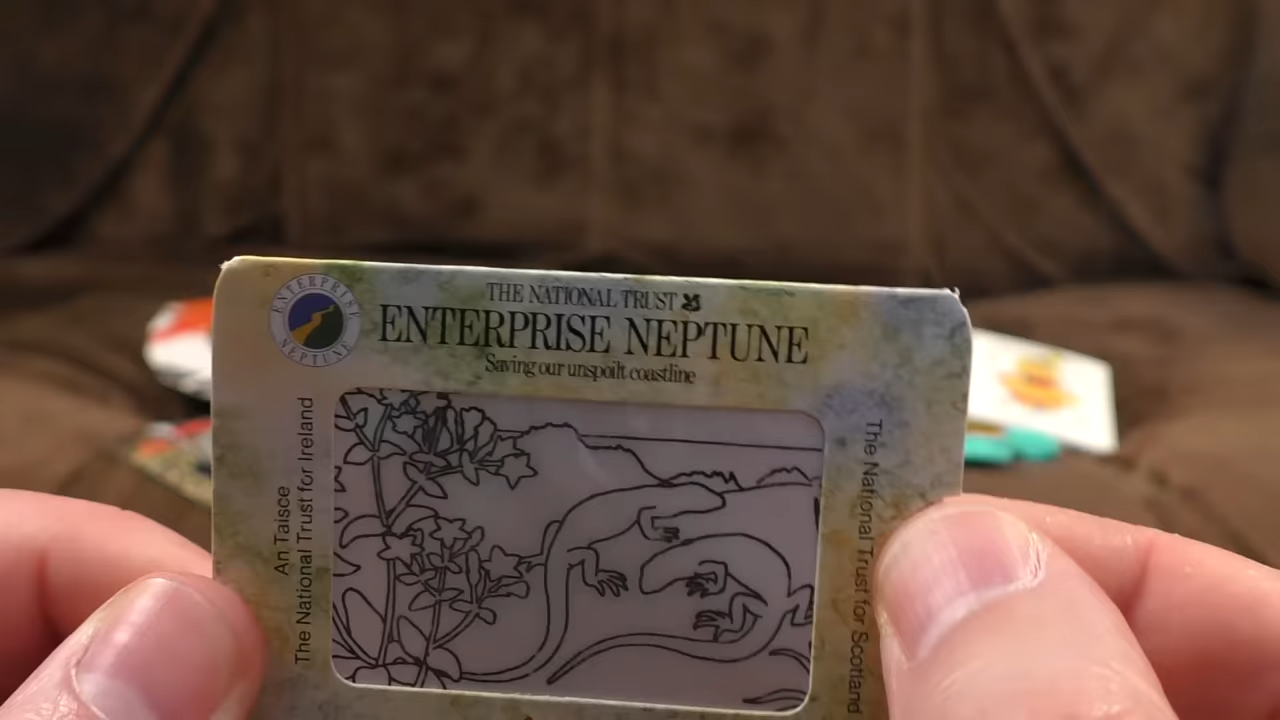 ENTERPRISE
NEPTUNE
THE NATIONAL TRUST
ENTERPRISE NEPTUNE
Saving our unspoilt coastline
An Taisce
The National Trust for Ireland
The National Trust for Scotland